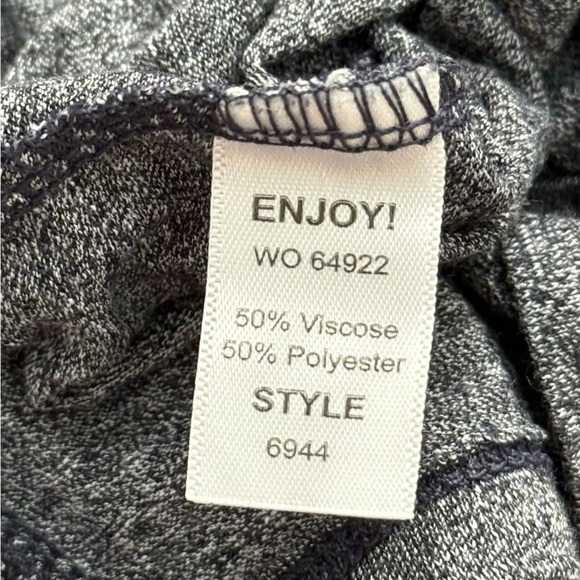 ENJOY!
WO 64922
50% Viscose
50% Polyester
STYLE
6944